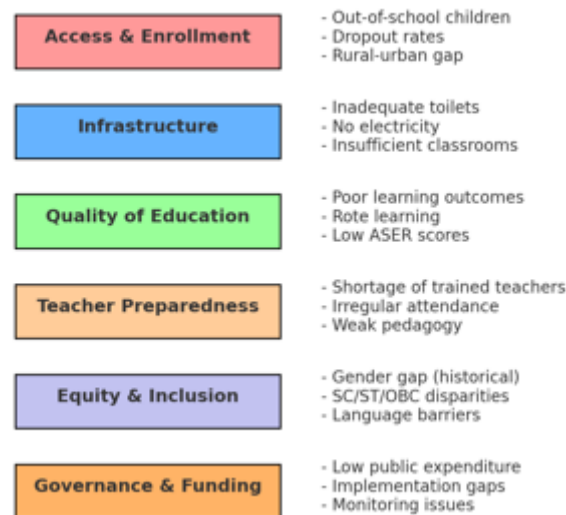 Access & Enrollment
- Out-of-school children
- Dropout rates
- Rural-urban gap
Infrastructure
- Inadequate toilets
- No electricity
- Insufficient classrooms
Quality of Education
- Poor learning outcomes
- Rote learning
- Low ASER scores
Teacher Preparedness
- Shortage of trained teachers
- Irregular attendance
- Weak pedagogy
Equity & Inclusion
- Gender gap (historical)
- SC/ST/OBC disparities
- Language barriers
Governance & Funding
- Low public expenditure
- Implementation gaps
- Monitoring issues